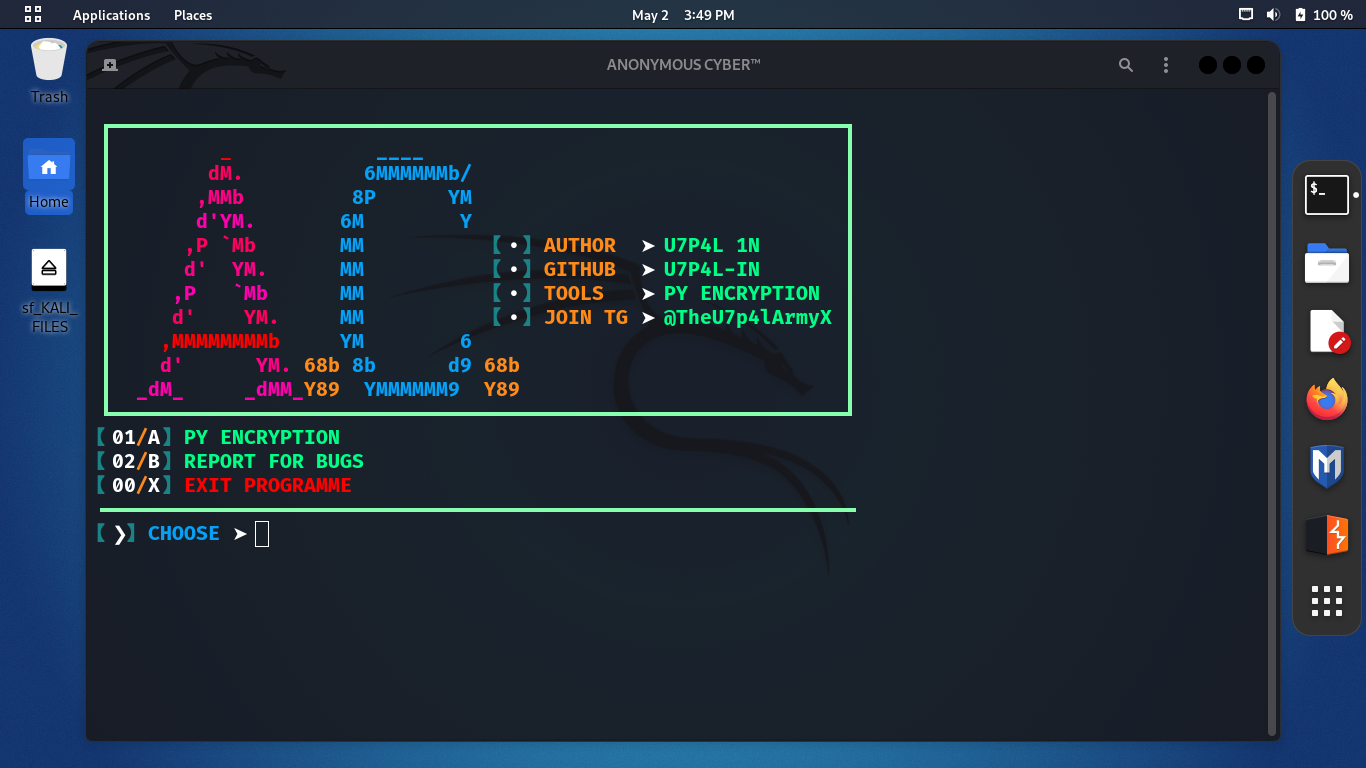 Applications Places May 2 3:49 PM 100 %
ANONYMOUS CYBER™
Trash
Home
sf_KALI_
FILES
_ ____
dM. 6MMMMMMb/
,MMb 8P YM
d'YM. 6M Y
,P `Mb MM 【•】AUTHOR ➤ U7P4L 1N
d' YM. MM 【•】GITHUB ➤ U7P4L-IN
,P `Mb MM 【•】TOOLS ➤ PY ENCRYPTION
d' YM. MM 【•】JOIN TG ➤ @TheU7p4lArmyX
,MMMMMMMMb YM 6
d' YM. 68b 8b d9 68b
_dM_ _dMM_Y89 YMMMMMM9 Y89
【01/A】PY ENCRYPTION
【02/B】REPORT FOR BUGS
【00/X】EXIT PROGRAMME
【❯】CHOOSE ➤
$_